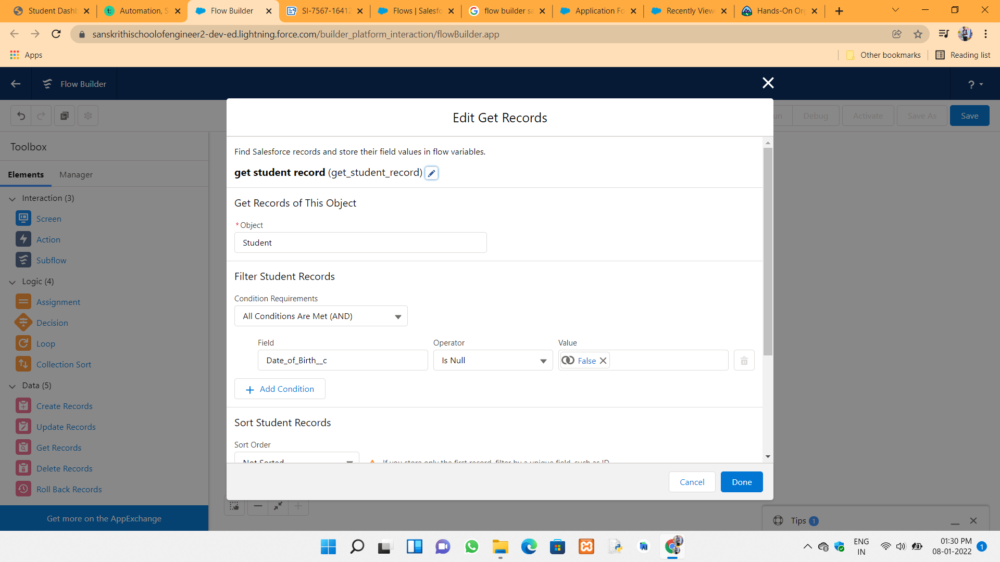 Student Dashb
Automation, S
Flow Builder
SI-7567-16412
Flows | Salesfo
flow builder sa
Application Fo
Recently View
Hands-On Org
sanskrithischoolofengineer2-dev-ed.lightning.force.com/builder_platform_interaction/flowBuilder.app
Apps
Other bookmarks
Reading list
Flow Builder
?
un
Debug
Activate
Save As
Save
Toolbox
Elements
Manager
Interaction (3)
Screen
Action
Subflow
Logic (4)
Assignment
Decision
Loop
Collection Sort
Data (5)
Create Records
Update Records
Get Records
Delete Records
Roll Back Records
Get more on the AppExchange
Edit Get Records
Find Salesforce records and store their field values in flow variables.
get student record (get_student_record)
Get Records of This Object
*Object
Student
Filter Student Records
Condition Requirements
All Conditions Are Met (AND)
Field
Operator
Value
Date_of_Birth__c
Is Null
False
Add Condition
Sort Student Records
Sort Order
Not Sorted
If you store only the first record, filter by a unique field, such as ID.
Cancel
Done
Tips 1
ENG
IN
01:30 PM
08-01-2022
1